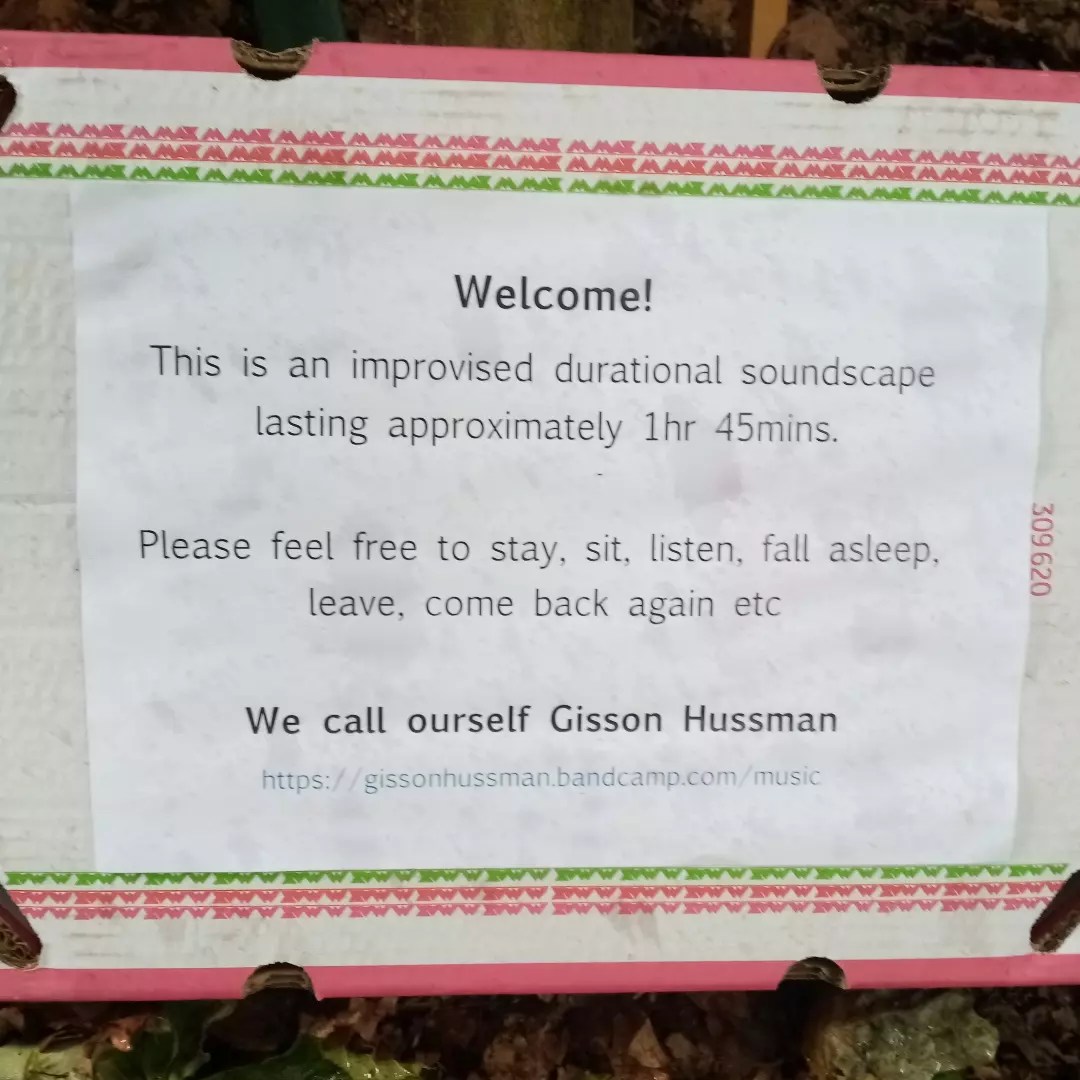 Welcome!
This is an improvised durational soundscape
lasting approximately 1hr 45mins.
-
Please feel free to stay, sit, listen, fall asleep,
leave, come back again etc
We call ourself Gisson Hussman
https://gissonhussman.bandcamp.com/music
309620